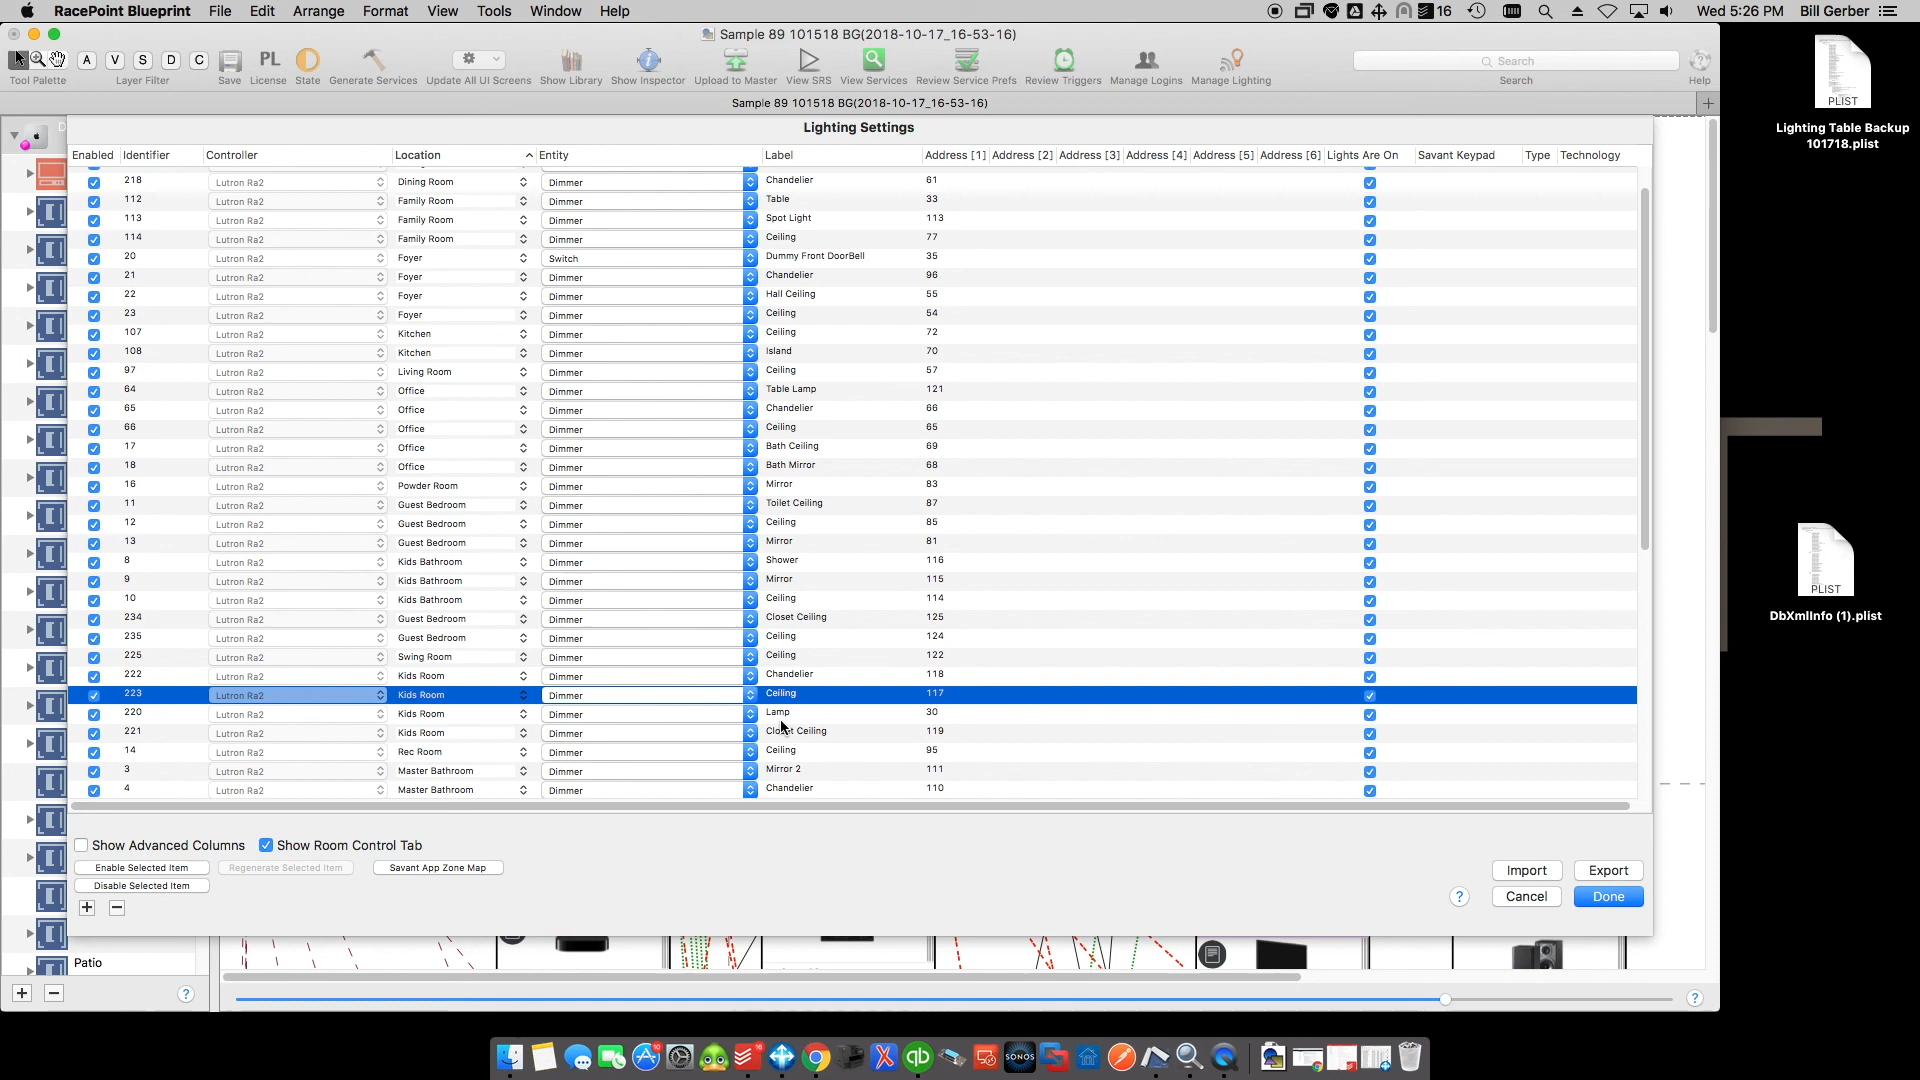 RacePoint Blueprint File Edit Arrange Format View Tools Window Help 16 Wed 5:26 PM Bill Gerber
Sample 89 101518 BG(2018-10-17_16-53-16)
A V S D C PL Search
Tool Palette Layer Filter Save License State Generate Services Update All UI Screens Show Library Show Inspector Upload to Master View SRS View Services Review Service Prefs Review Triggers Manage Logins Manage Lighting Search Help
Sample 89 101518 BG(2018-10-17_16-53-16)
Lighting Settings
Enabled Identifier Controller Location Entity Label Address [1] Address [2] Address [3] Address [4] Address [5] Address [6] Lights Are On Savant Keypad Type Technology
218 Lutron Ra2 Dining Room Dimmer Chandelier 61
112 Lutron Ra2 Family Room Dimmer Table 33
113 Lutron Ra2 Family Room Dimmer Spot Light 113
114 Lutron Ra2 Family Room Dimmer Ceiling 77
20 Lutron Ra2 Foyer Switch Dummy Front DoorBell 35
21 Lutron Ra2 Foyer Dimmer Chandelier 96
22 Lutron Ra2 Foyer Dimmer Hall Ceiling 55
23 Lutron Ra2 Foyer Dimmer Ceiling 54
107 Lutron Ra2 Kitchen Dimmer Ceiling 72
108 Lutron Ra2 Kitchen Dimmer Island 70
97 Lutron Ra2 Living Room Dimmer Ceiling 57
64 Lutron Ra2 Office Dimmer Table Lamp 121
65 Lutron Ra2 Office Dimmer Chandelier 66
66 Lutron Ra2 Office Dimmer Ceiling 65
17 Lutron Ra2 Office Dimmer Bath Ceiling 69
18 Lutron Ra2 Office Dimmer Bath Mirror 68
16 Lutron Ra2 Powder Room Dimmer Mirror 83
11 Lutron Ra2 Guest Bedroom Dimmer Toilet Ceiling 87
12 Lutron Ra2 Guest Bedroom Dimmer Ceiling 85
13 Lutron Ra2 Guest Bedroom Dimmer Mirror 81
8 Lutron Ra2 Kids Bathroom Dimmer Shower 116
9 Lutron Ra2 Kids Bathroom Dimmer Mirror 115
10 Lutron Ra2 Kids Bathroom Dimmer Ceiling 114
234 Lutron Ra2 Guest Bedroom Dimmer Closet Ceiling 125
235 Lutron Ra2 Guest Bedroom Dimmer Ceiling 124
225 Lutron Ra2 Swing Room Dimmer Ceiling 122
222 Lutron Ra2 Kids Room Dimmer Chandelier 118
223 Lutron Ra2 Kids Room Dimmer Ceiling 117
220 Lutron Ra2 Kids Room Dimmer Lamp 30
221 Lutron Ra2 Kids Room Dimmer Closet Ceiling 119
14 Lutron Ra2 Rec Room Dimmer Ceiling 95
3 Lutron Ra2 Master Bathroom Dimmer Mirror 2 111
4 Lutron Ra2 Master Bathroom Dimmer Chandelier 110
Show Advanced Columns Show Room Control Tab
Enable Selected Item Regenerate Selected Item Savant App Zone Map Import Export
Disable Selected Item ? Cancel Done
+ −
Patio
+ − ? ?
PLIST
Lighting Table Backup
101718.plist
PLIST
DbXmlInfo (1).plist
SONOS